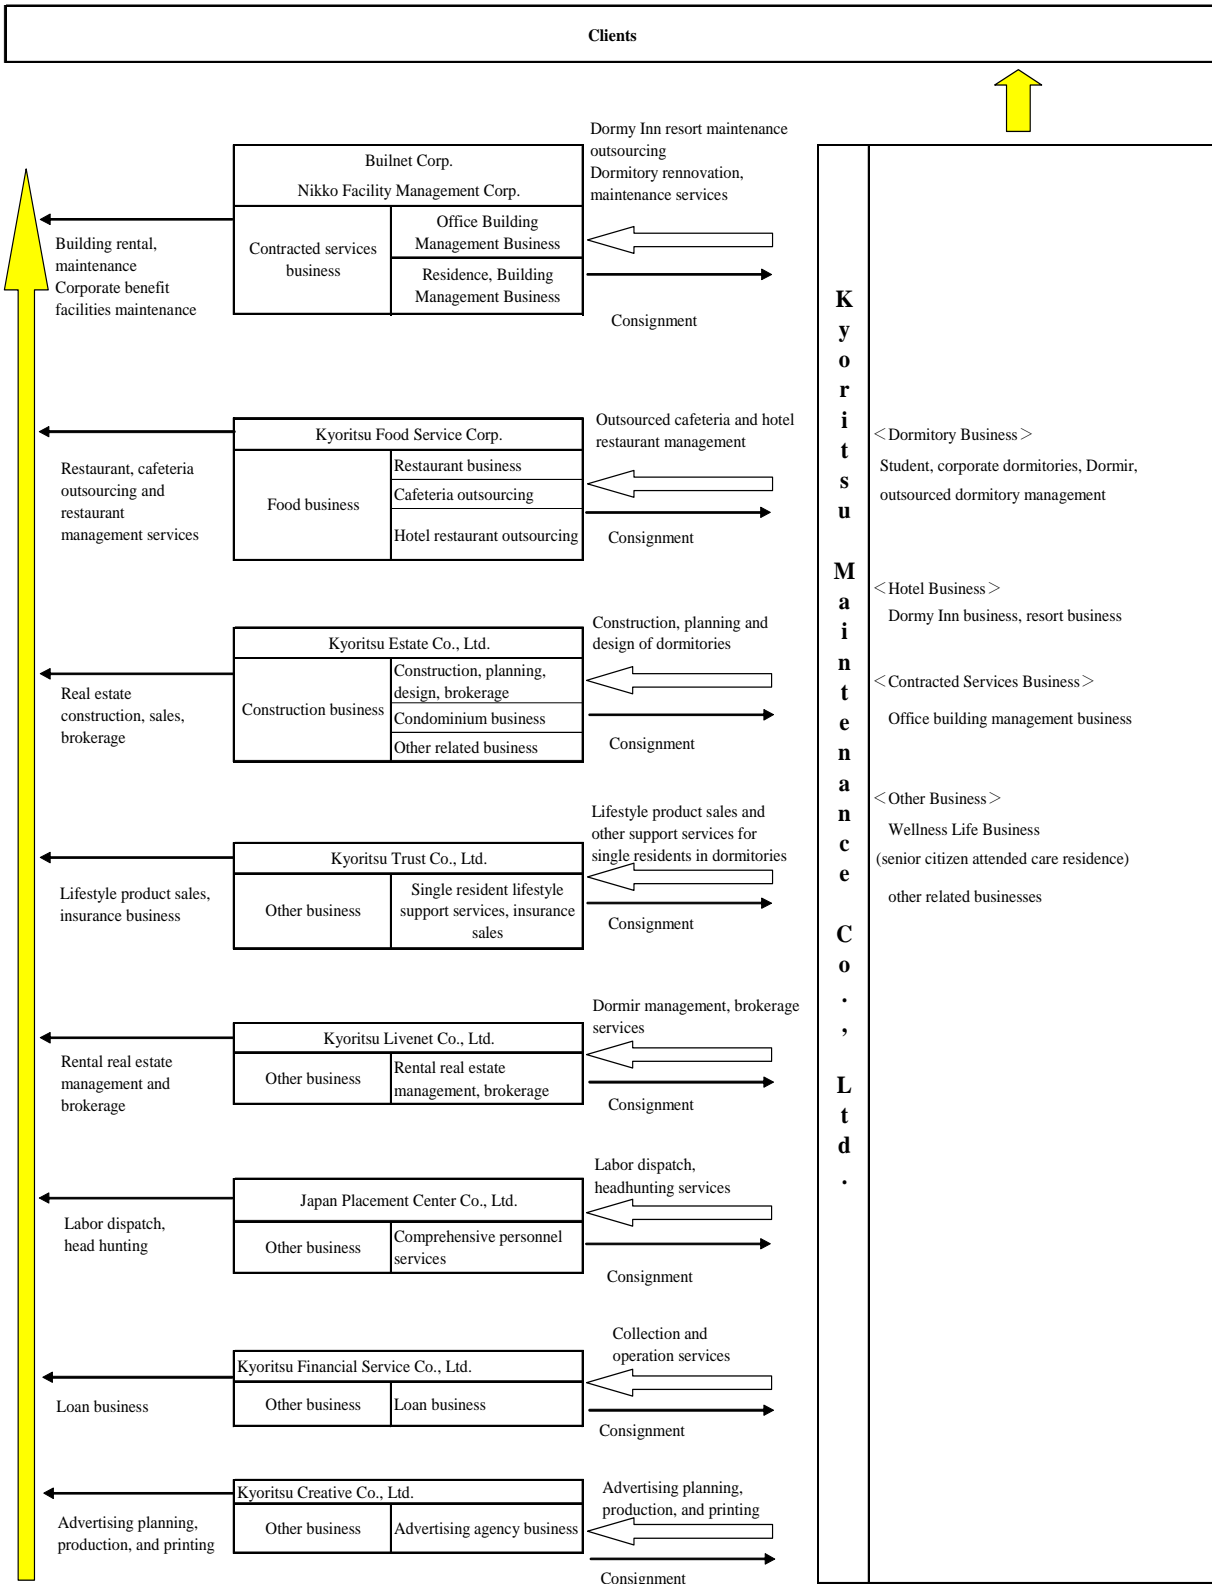 Clients
Dormy Inn resort maintenance
outsourcing
Dormitory rennovation,
maintenance services
Builnet Corp.
Nikko Facility Management Corp.
Contracted services
business
Office Building
Management Business
Residence, Building
Management Business
Building rental,
maintenance
Corporate benefit
facilities maintenance
Consignment
Kyoritsu Food Service Corp.
Food business
Restaurant business
Cafeteria outsourcing
Hotel restaurant outsourcing
Outsourced cafeteria and hotel
restaurant management
Restaurant, cafeteria
outsourcing and
restaurant
management services
Consignment
Kyoritsu Estate Co., Ltd.
Construction business
Construction, planning,
design, brokerage
Condominium business
Other related business
Construction, planning and
design of dormitories
Real estate
construction, sales,
brokerage
Consignment
Kyoritsu Trust Co., Ltd.
Other business
Single resident lifestyle
support services, insurance
sales
Lifestyle product sales and
other support services for
single residents in dormitories
Lifestyle product sales,
insurance business
Consignment
Kyoritsu Livenet Co., Ltd.
Other business
Rental real estate
management, brokerage
Dormir management, brokerage
services
Rental real estate
management and
brokerage
Consignment
Japan Placement Center Co., Ltd.
Other business
Comprehensive personnel
services
Labor dispatch,
headhunting services
Labor dispatch,
head hunting
Consignment
Kyoritsu Financial Service Co., Ltd.
Other business
Loan business
Collection and
operation services
Loan business
Consignment
Kyoritsu Creative Co., Ltd.
Other business
Advertising agency business
Advertising planning,
production, and printing
Advertising planning,
production, and printing
Consignment
Kyoritsu Maintenance Co., Ltd.
＜Dormitory Business＞
Student, corporate dormitories, Dormir,
outsourced dormitory management
＜Hotel Business＞
Dormy Inn business, resort business
＜Contracted Services Business＞
Office building management business
＜Other Business＞
Wellness Life Business
(senior citizen attended care residence)
other related businesses